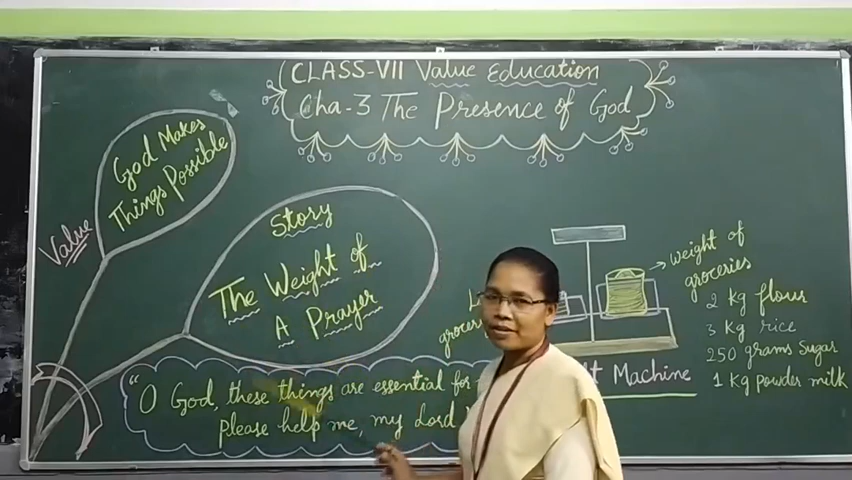 CLASS-VII Value Education
Cha-3 The Presence of God
God Makes
Things Possible
Value
Story
The Weight of
A Prayer
"O God, these things are essential for
Please help me, my Lord
groceries
weight of
groceries
2 kg flour
3 kg rice
250 grams sugar
1 kg powder milk
Machine